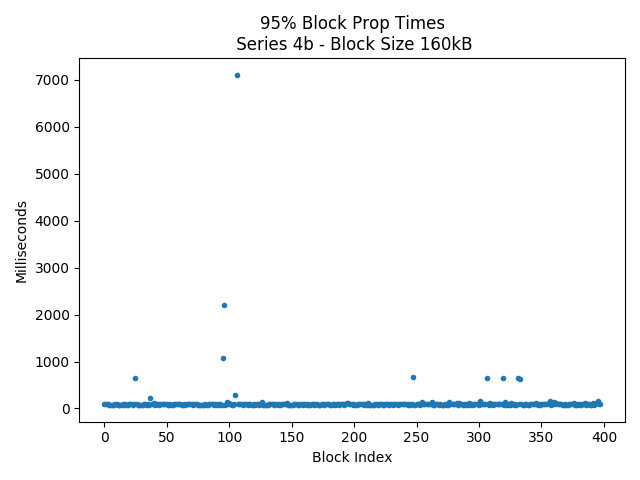 95% Block Prop Times
Series 4b - Block Size 160kB
7000
6000
5000
4000
3000
2000
1000
0
Milliseconds
0 50 100 150 200 250 300 350 400
Block Index